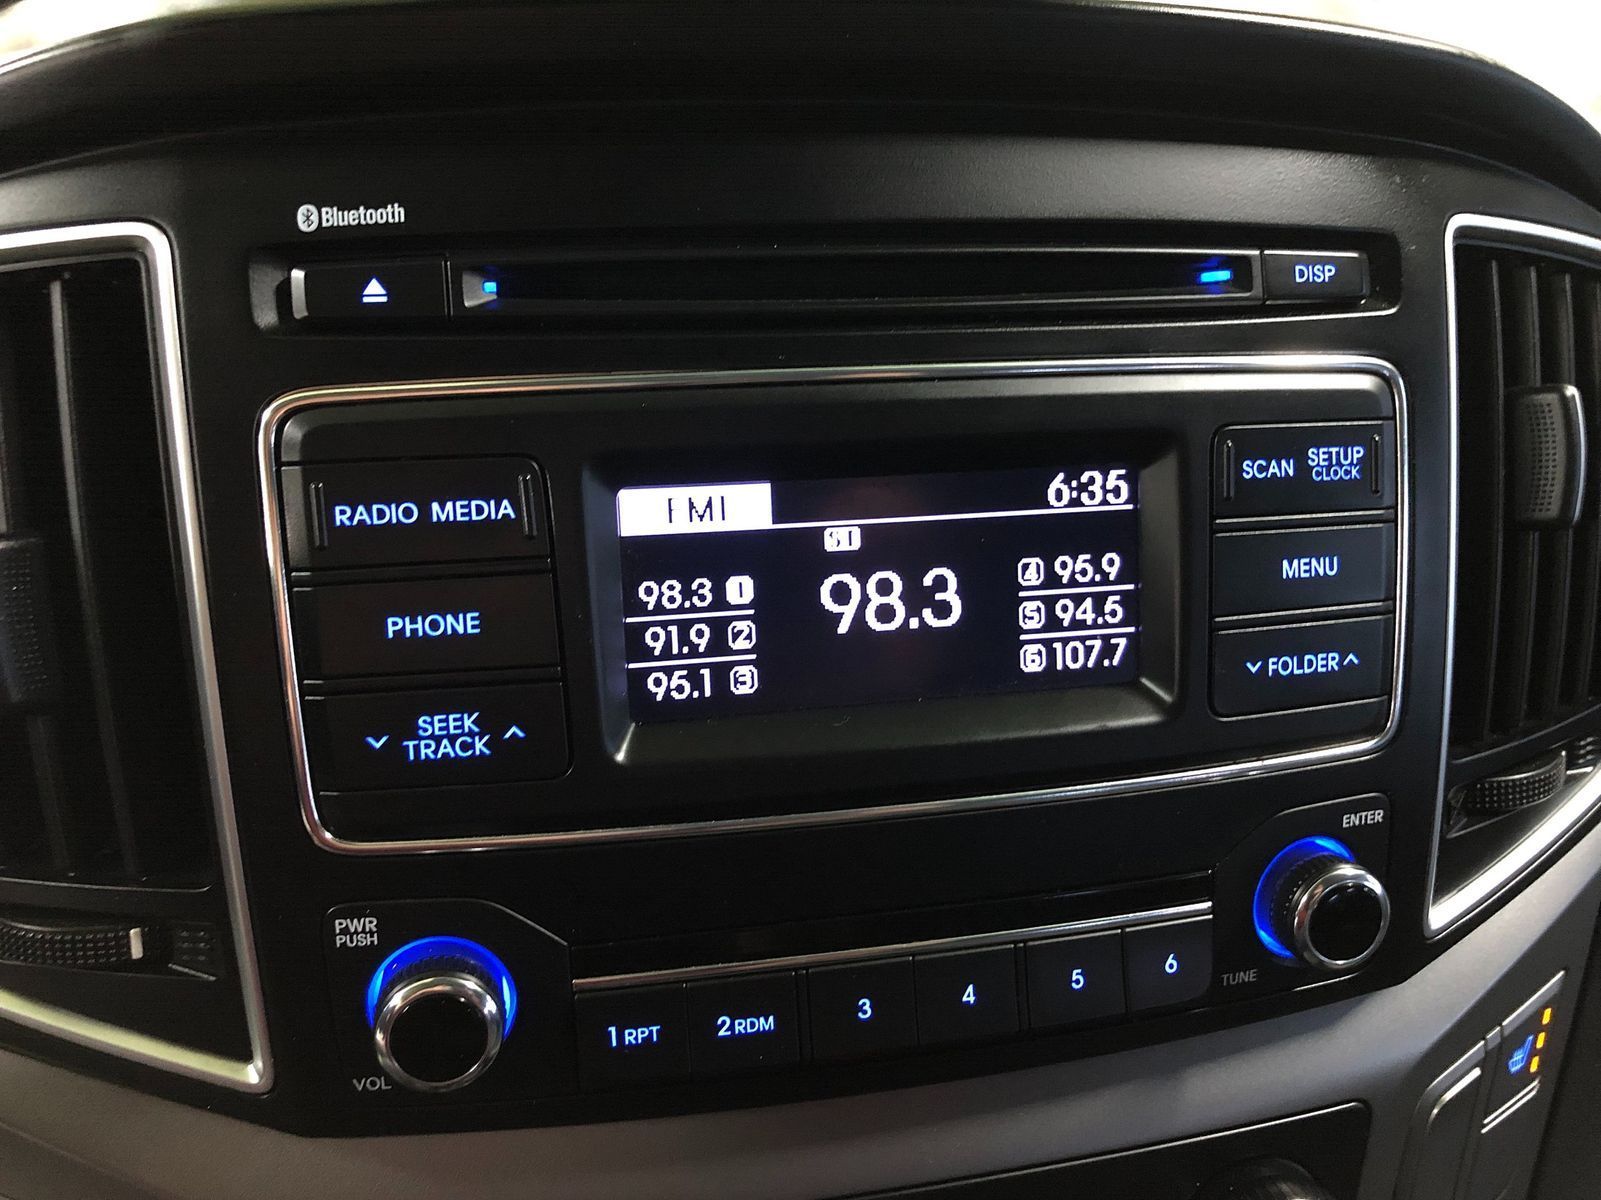 Bluetooth
DISP
RADIO MEDIA
PHONE
SEEK
TRACK
FM1 6:35
ST
98.3 1
91.9 2
95.1 3
98.3
4 95.9
5 94.5
6 107.7
SCAN SETUP
CLOCK
MENU
FOLDER
PWR
PUSH
VOL
1 RPT 2 RDM 3 4 5 6
ENTER
TUNE